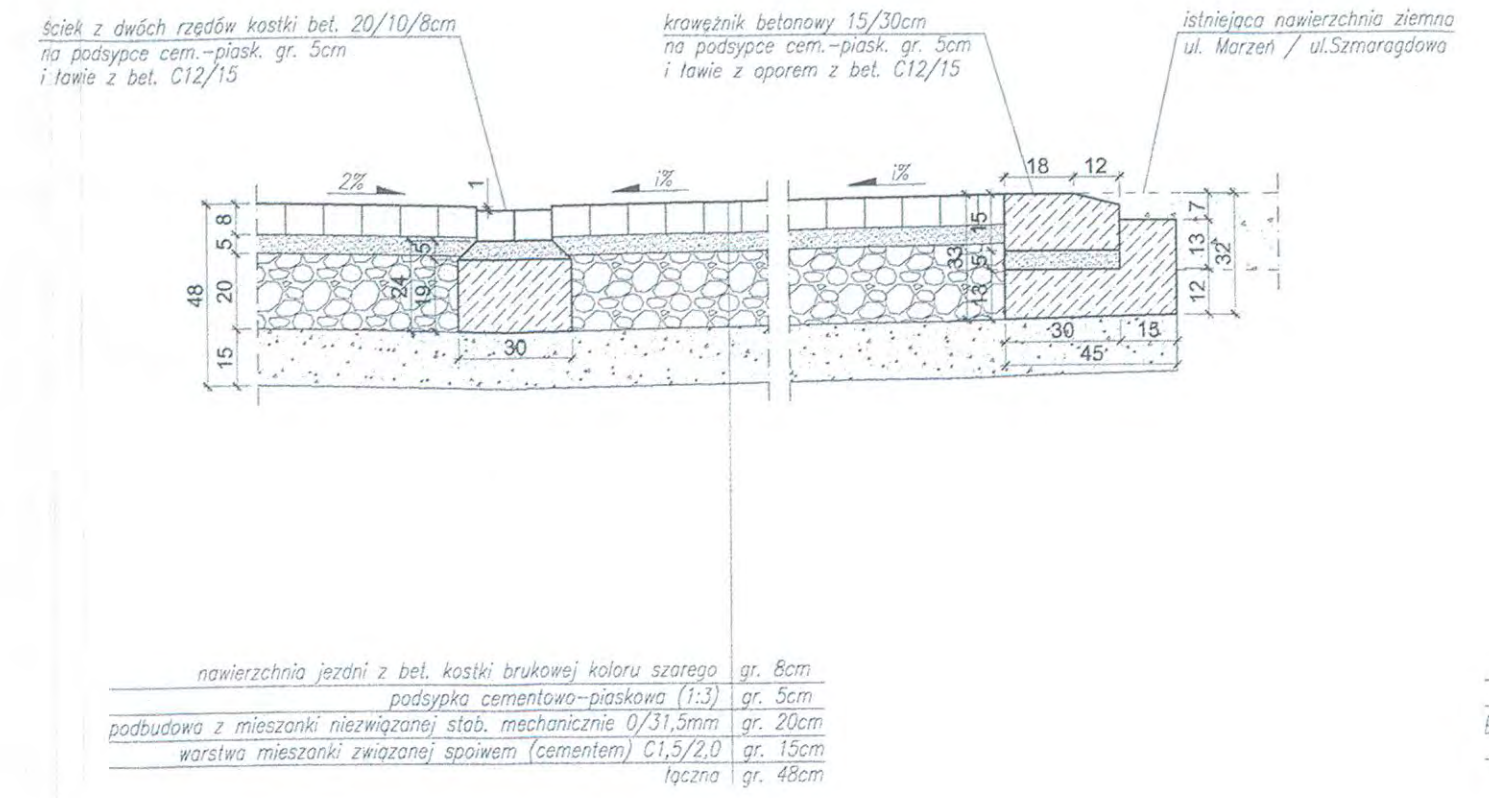 ściek z dwóch rzędów kostki bet. 20/10/8cm
na podsypce cem.-piask. gr. 5cm
i ławie z bet. C12/15
krawężnik betonowy 15/30cm
na podsypce cem.-piask. gr. 5cm
i ławie z oporem z bet. C12/15
istniejąca nawierzchnia ziemna
ul. Marzeń / ul.Szmaragdowa
2%
1
i%
i%
18
12
8
5
20
15
48
5
24
19
30
15
33
5
13
7
13
32
12
30
15
45
nawierzchnia jezdni z bet. kostki brukowej koloru szarego gr. 8cm
podsypka cementowo-piaskowa (1:3) gr. 5cm
podbudowa z mieszanki niezwiązanej stab. mechanicznie 0/31,5mm gr. 20cm
warstwa mieszanki związanej spoiwem (cementem) C1,5/2,0 gr. 15cm
łączna gr. 48cm